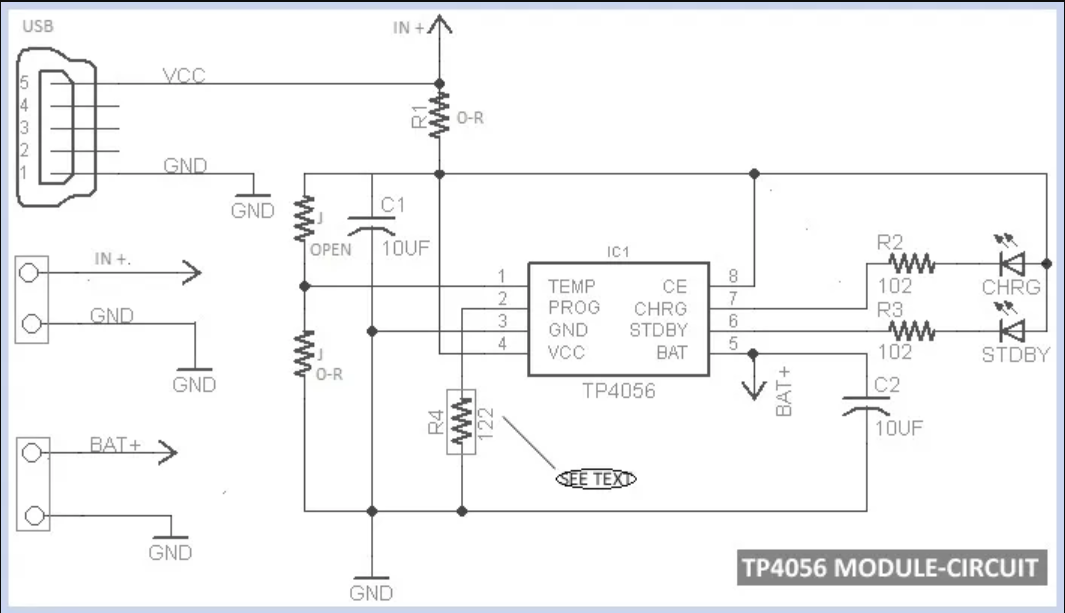 USB
IN +
5
VCC
4
3
2
1
GND
GND
R1
0-R
J
OPEN
C1
10UF
IN +.
GND
GND
IC1
1
TEMP
CE
8
2
PROG
CHRG
7
3
GND
STDBY
6
4
VCC
BAT
5
TP4056
R2
102
CHRG
R3
102
STDBY
J
O-R
R4
122
BAT+
C2
10UF
SEE TEXT
BAT+
GND
GND
TP4056 MODULE-CIRCUIT